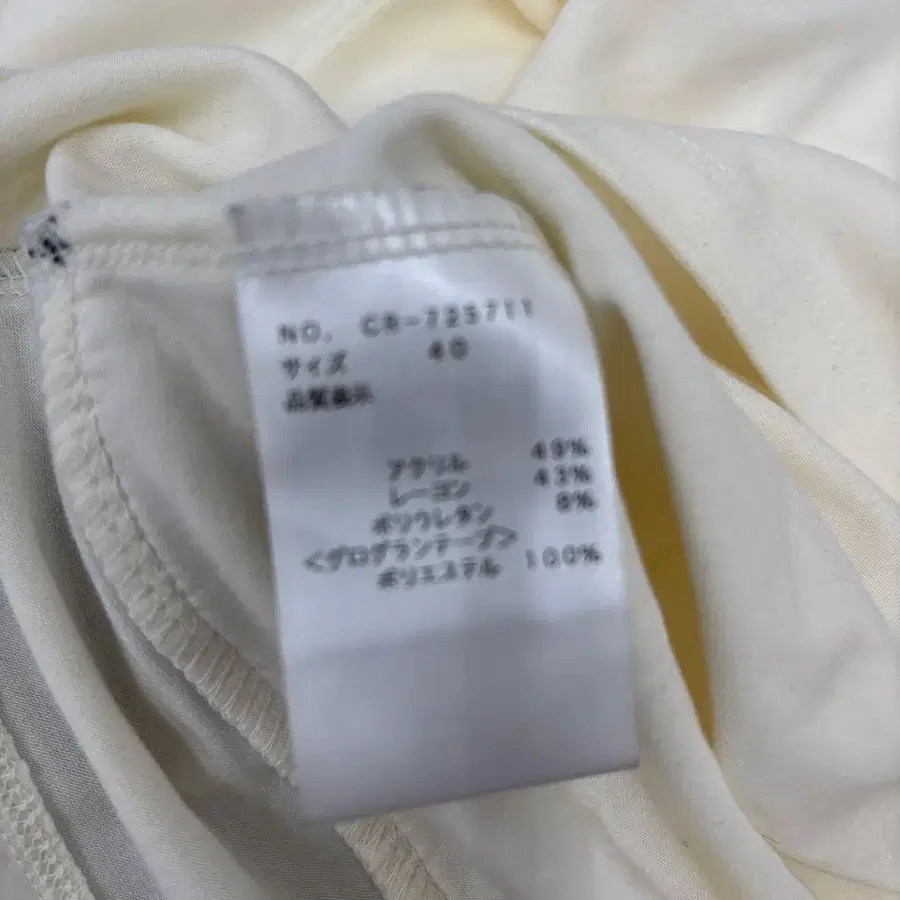 NO. CR-725711
サイズ 40
品質表示
アクリル 49%
レーヨン 43%
ポリウレタン 8%
<グログランテープ>
ポリエステル 100%